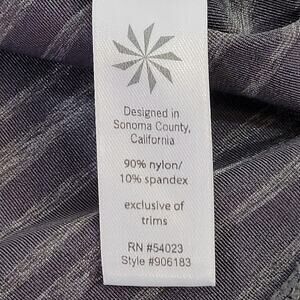 Designed in
Sonoma County,
California
90% nylon/
10% spandex
exclusive of
trims
RN #54023
Style #906183